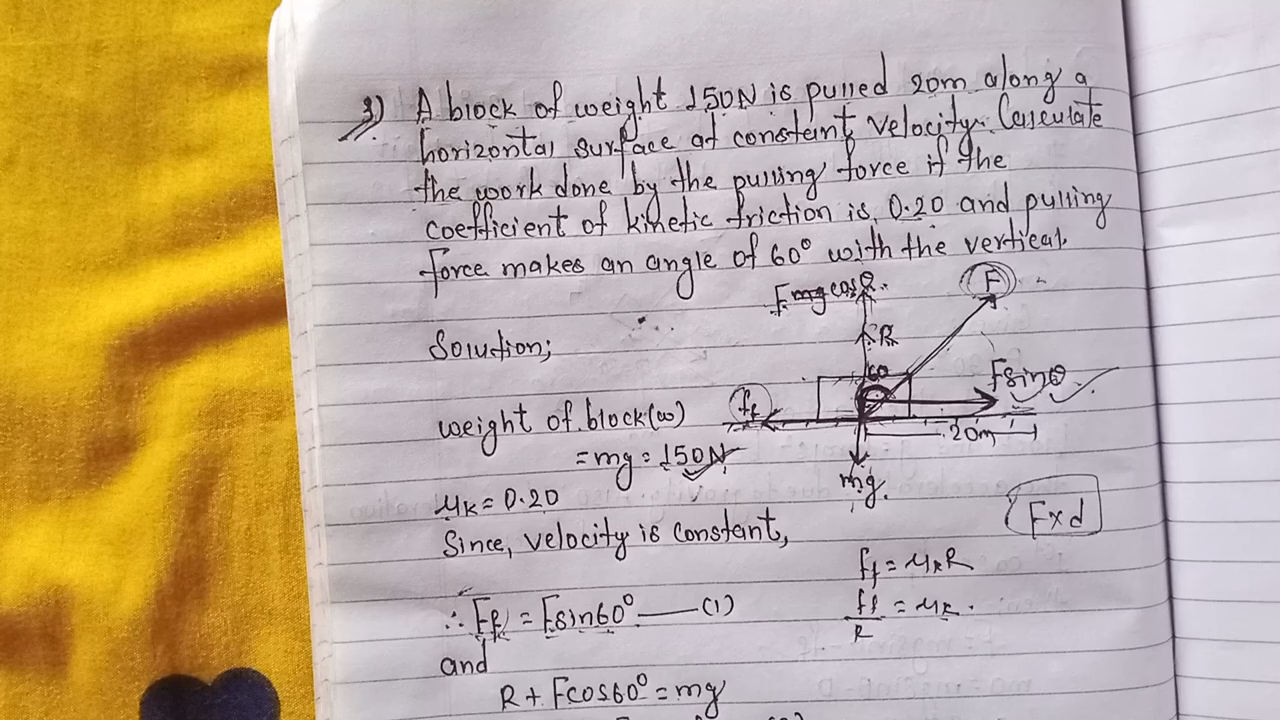 3) A block of weight 150N is pulled 20m along a
horizontal surface at constant velocity. Calculate
the work done by the pulling force if the
coefficient of kinetic friction is 0.20 and pulling
force makes an angle of 60° with the vertical.
Fcosθ.
F
Solution;
R
60
Fsinθ
ff
weight of block(w)
20m
= mg = 150N
mg.
μk = 0.20
F×d
Since, velocity is constant,
ff = μkR
∴ Ff = Fsin60° —— (1)
ff/R = μk.
and
R + Fcos60° = mg